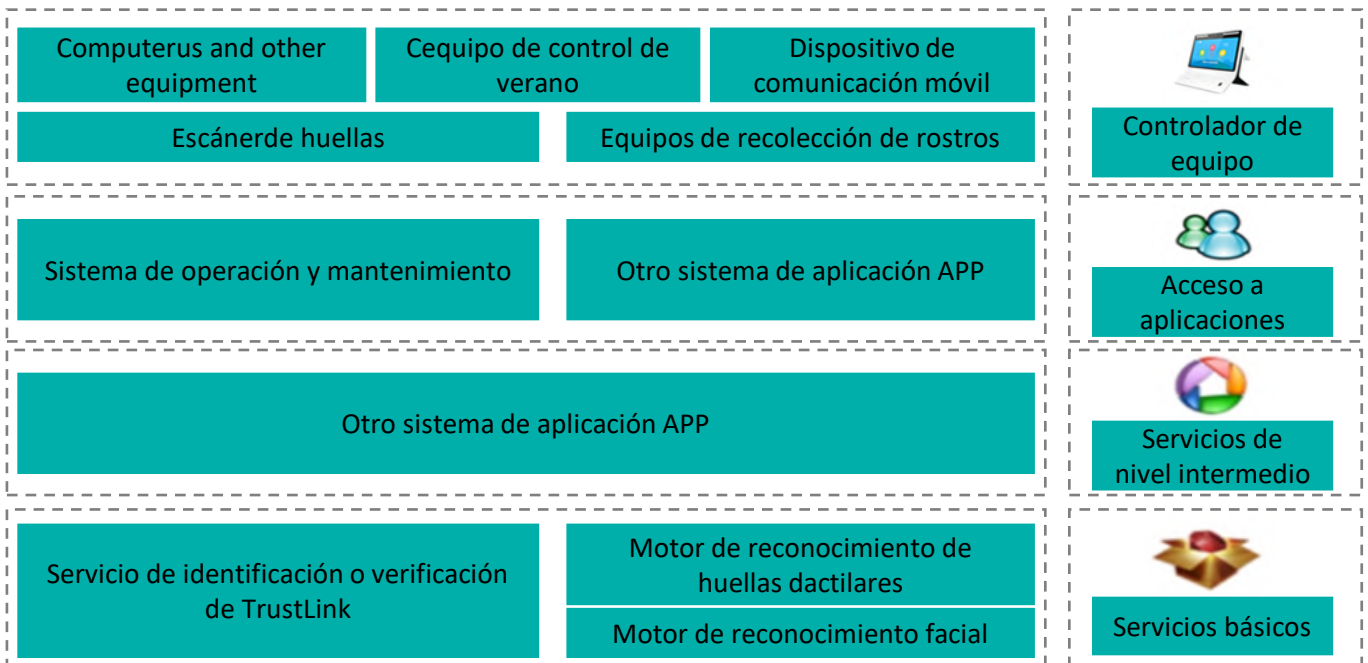 Computerus and other
equipment
Cequipo de control de
verano
Dispositivo de
comunicación móvil
Escánerde huellas
Equipos de recolección de rostros
Controlador de
equipo
Sistema de operación y mantenimiento
Otro sistema de aplicación APP
Acceso a
aplicaciones
Otro sistema de aplicación APP
Servicios de
nivel intermedio
Servicio de identificación o verificación
de TrustLink
Motor de reconocimiento de
huellas dactilares
Motor de reconocimiento facial
Servicios básicos